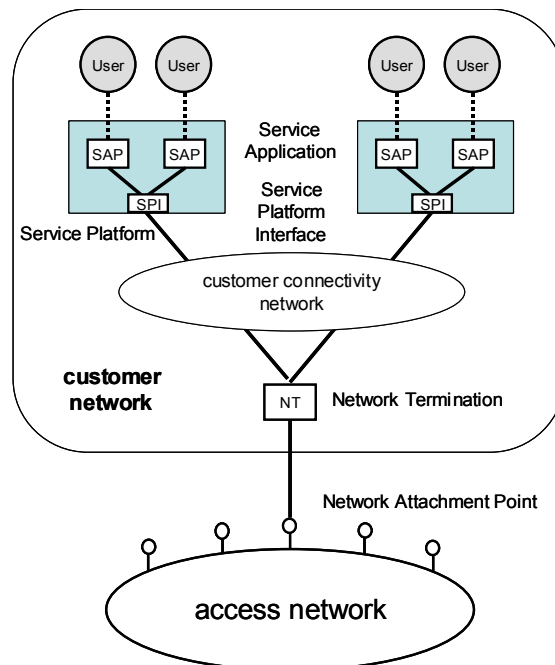 User
User
User
User
SAP
SAP
Service
Application
SAP
SAP
SPI
Service
Platform
Interface
SPI
Service Platform
customer connectivity
network
customer
network
NT
Network Termination
Network Attachment Point
access network